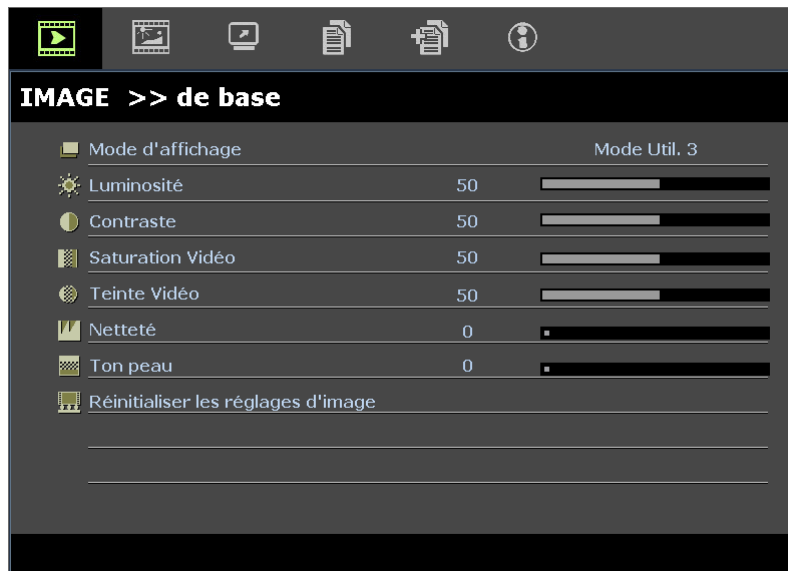 IMAGE >> de base
Mode d'affichage Mode Util. 3
Luminosité 50
Contraste 50
Saturation Vidéo 50
Teinte Vidéo 50
Netteté 0
Ton peau 0
Réinitialiser les réglages d'image